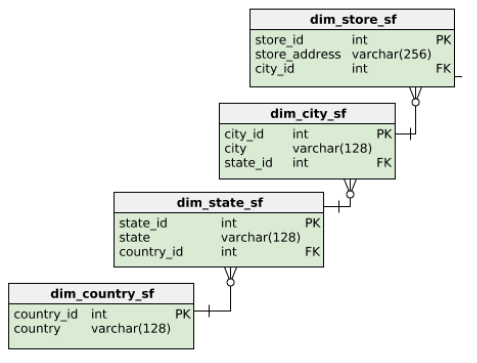 dim_store_sf
store_id int PK
store_address varchar(256)
city_id int FK
dim_city_sf
city_id int PK
city varchar(128)
state_id int FK
dim_state_sf
state_id int PK
state varchar(128)
country_id int FK
dim_country_sf
country_id int PK
country varchar(128)